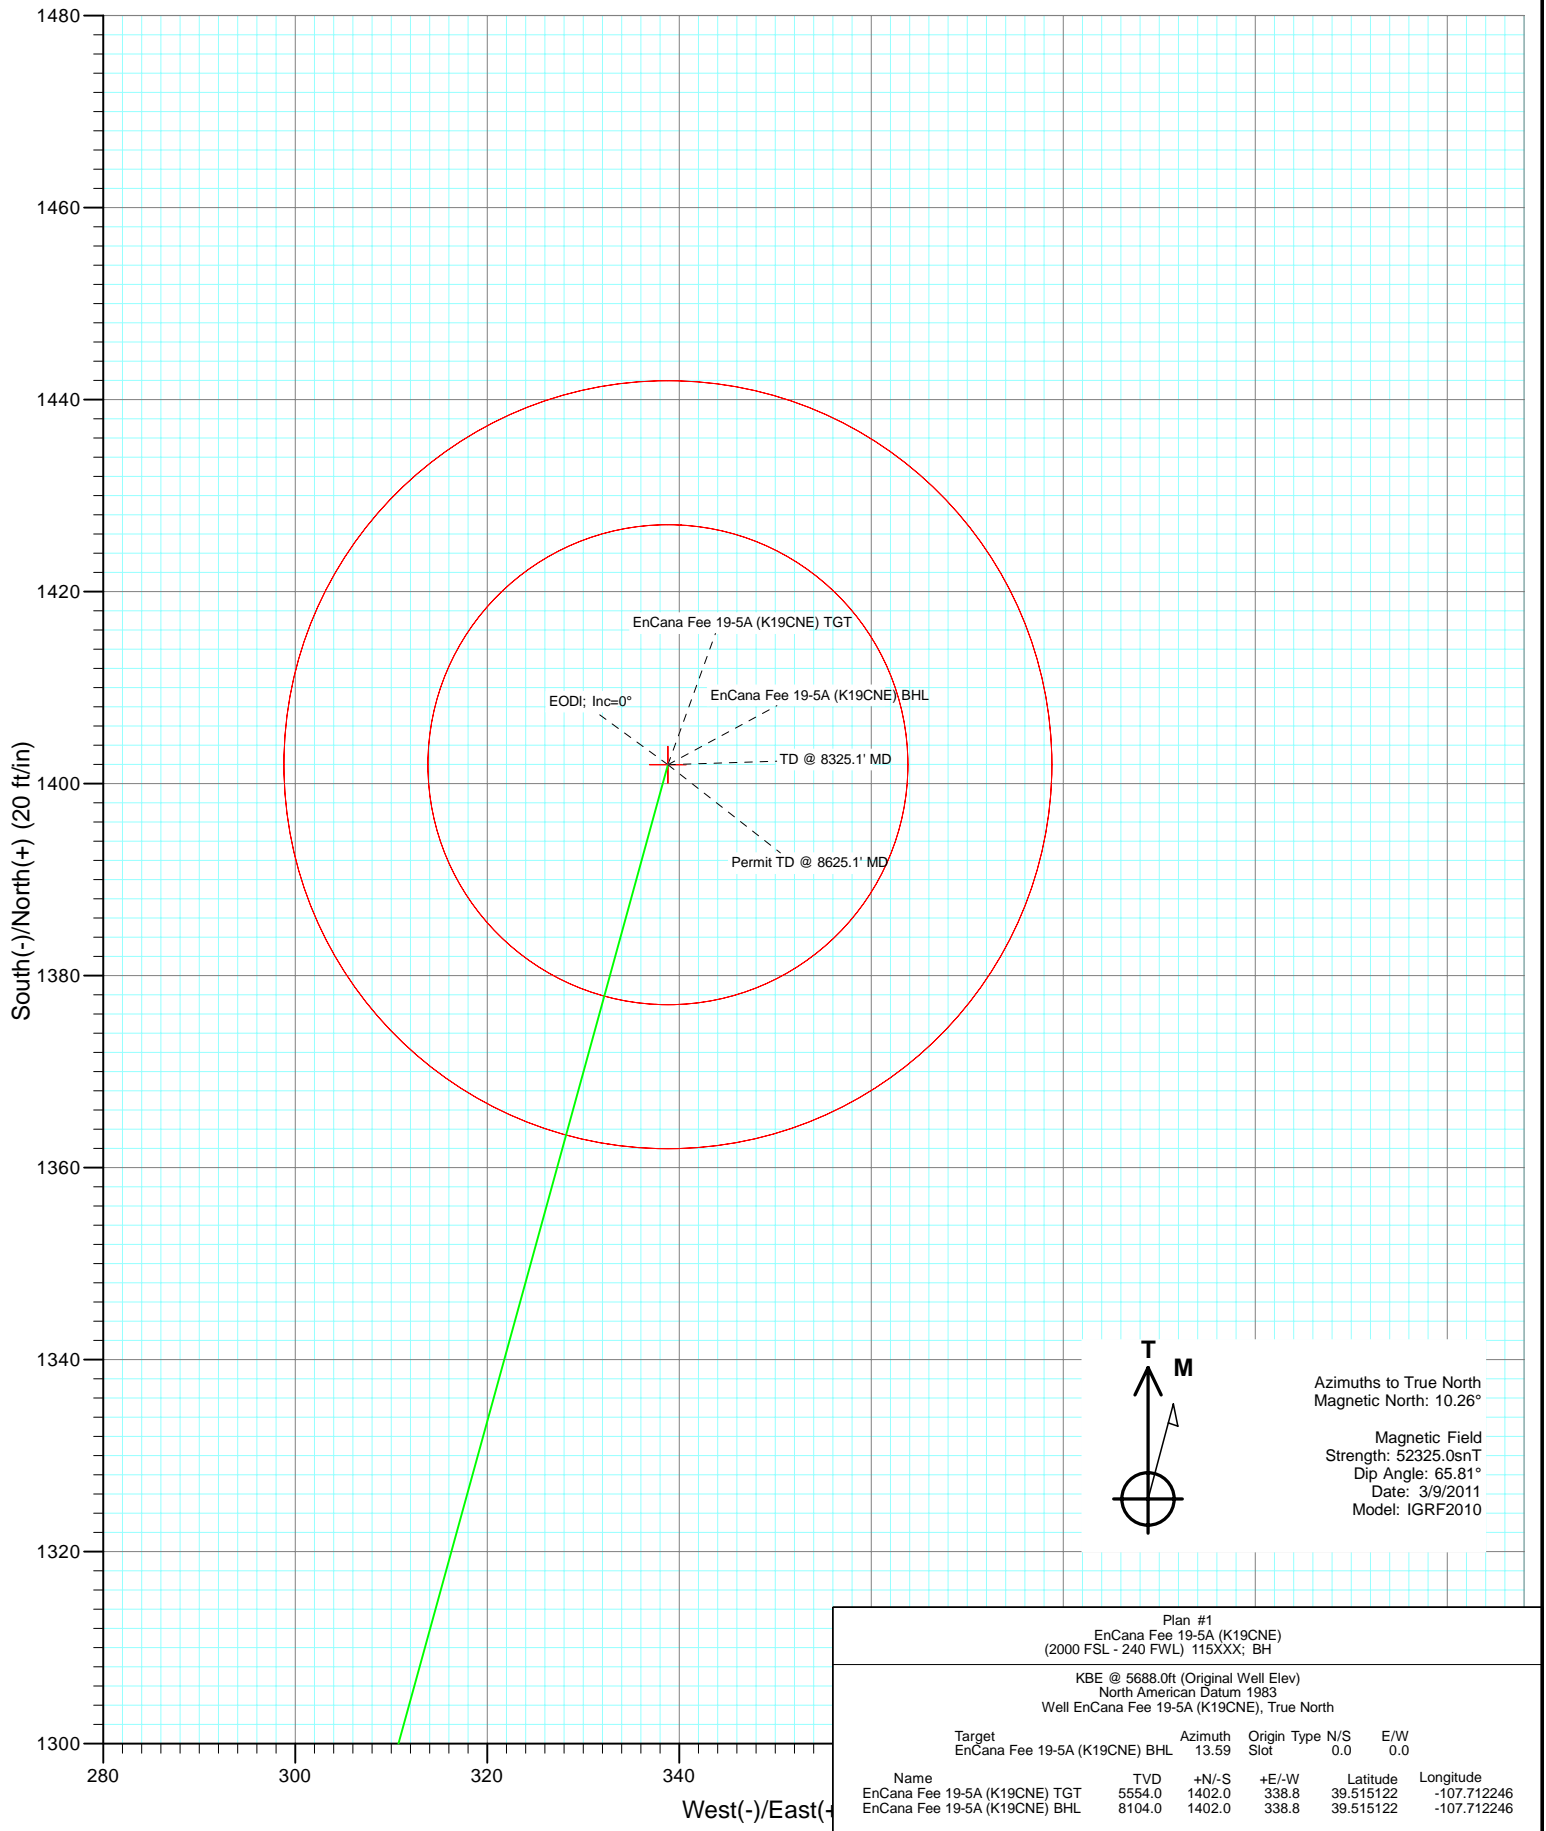 1480
1460
1440
1420
EnCana Fee 19-5A (K19CNE) TGT
EnCana Fee 19-5A (K19CNE) BHL
EODI; Inc=0°
TD @ 8325.1' MD
1400
Permit TD @ 8625.1' MD
South(-)/North(+) (20 ft/in)
1380
1360
1340
1320
1300
T
M
Azimuths to True North
Magnetic North: 10.26°
Magnetic Field
Strength: 52325.0snT
Dip Angle: 65.81°
Date: 3/9/2011
Model: IGRF2010
280 300 320 340
West(-)/East(+
Plan #1
EnCana Fee 19-5A (K19CNE)
(2000 FSL - 240 FWL) 115XXX; BH
KBE @ 5688.0ft (Original Well Elev)
North American Datum 1983
Well EnCana Fee 19-5A (K19CNE), True North
Target Azimuth Origin Type N/S E/W
EnCana Fee 19-5A (K19CNE) BHL 13.59 Slot 0.0 0.0
Name TVD +N/-S +E/-W Latitude Longitude
EnCana Fee 19-5A (K19CNE) TGT 5554.0 1402.0 338.8 39.515122 -107.712246
EnCana Fee 19-5A (K19CNE) BHL 8104.0 1402.0 338.8 39.515122 -107.712246